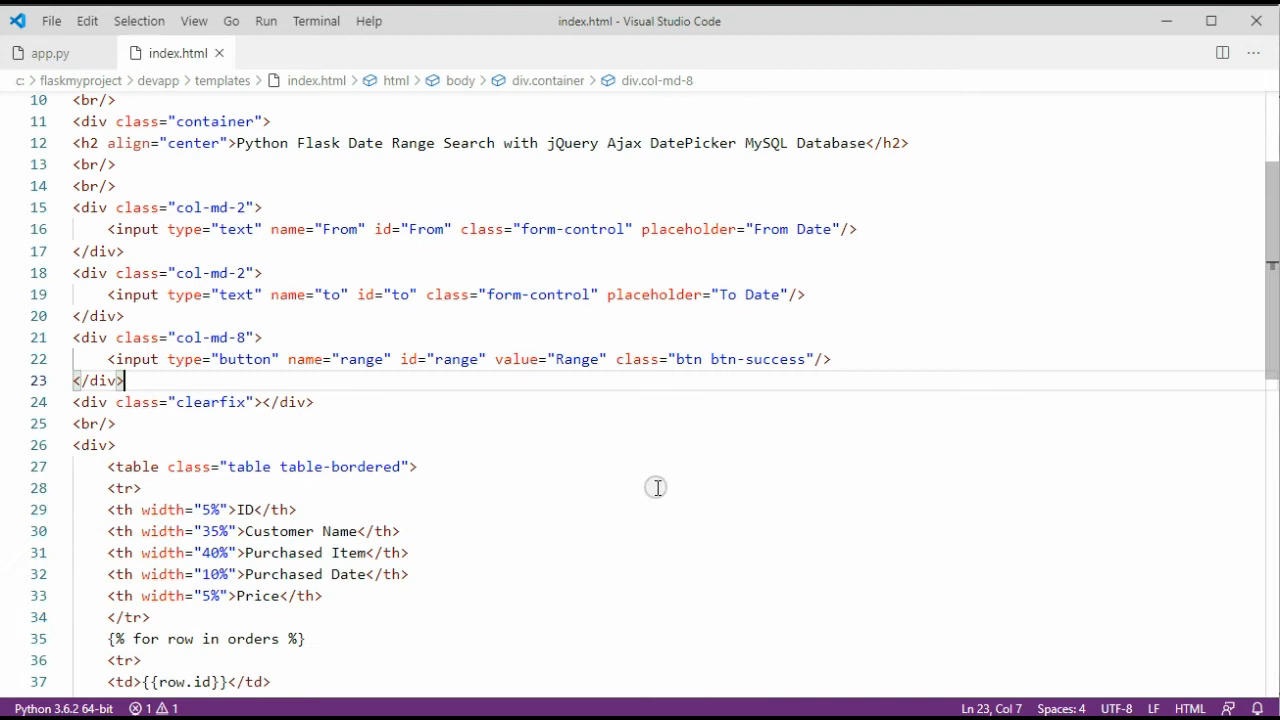 File Edit Selection View Go Run Terminal Help index.html - Visual Studio Code
app.py index.html
c: > flaskmyproject > devapp > templates > index.html > html > body > div.container > div.col-md-8
10 <br/>
11 <div class="container">
12 <h2 align="center">Python Flask Date Range Search with jQuery Ajax DatePicker MySQL Database</h2>
13 <br/>
14 <br/>
15 <div class="col-md-2">
16 <input type="text" name="From" id="From" class="form-control" placeholder="From Date"/>
17 </div>
18 <div class="col-md-2">
19 <input type="text" name="to" id="to" class="form-control" placeholder="To Date"/>
20 </div>
21 <div class="col-md-8">
22 <input type="button" name="range" id="range" value="Range" class="btn btn-success"/>
23 </div>
24 <div class="clearfix"></div>
25 <br/>
26 <div>
27 <table class="table table-bordered">
28 <tr>
29 <th width="5%">ID</th>
30 <th width="35%">Customer Name</th>
31 <th width="40%">Purchased Item</th>
32 <th width="10%">Purchased Date</th>
33 <th width="5%">Price</th>
34 </tr>
35 {% for row in orders %}
36 <tr>
37 <td>{{row.id}}</td>
Python 3.6.2 64-bit 1 1 Ln 23, Col 7 Spaces: 4 UTF-8 LF HTML